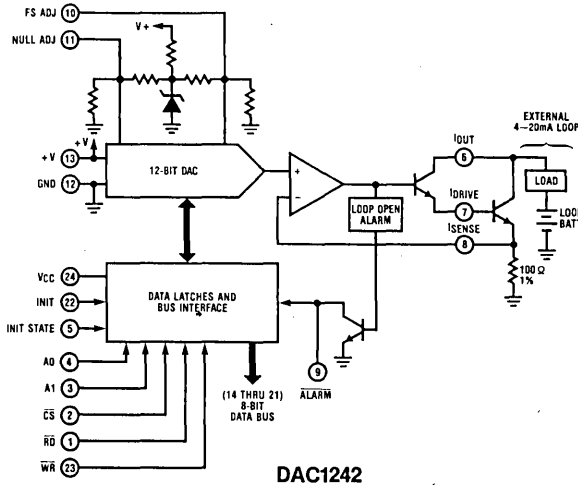 FS ADJ 10
NULL ADJ 11
V+
+V
+V 13
GND 12
12-BIT DAC
+
−
LOOP OPEN
ALARM
IOUT
6
IDRIVE
7
ISENSE
8
EXTERNAL
4–20mA LOOP
LOAD
100 Ω
1%
VCC 24
INIT 22
INIT STATE 5
A0 4
A1 3
CS 2
RD 1
WR 23
DATA LATCHES AND
BUS INTERFACE
(14 THRU 21)
8-BIT
DATA BUS
9
ALARM
DAC1242